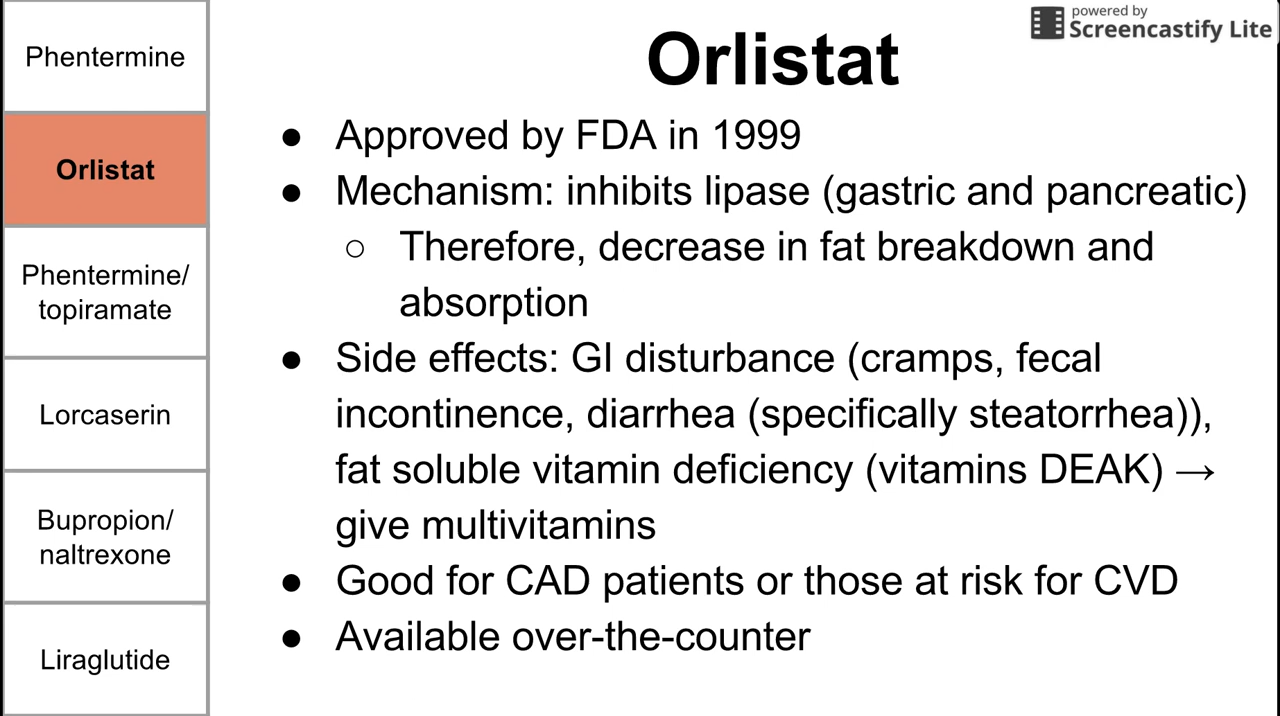 Phentermine
Orlistat
Phentermine/
topiramate
Lorcaserin
Bupropion/
naltrexone
Liraglutide
powered by
Screencastify Lite
Orlistat
● Approved by FDA in 1999
● Mechanism: inhibits lipase (gastric and pancreatic)
○ Therefore, decrease in fat breakdown and
absorption
● Side effects: GI disturbance (cramps, fecal
incontinence, diarrhea (specifically steatorrhea)),
fat soluble vitamin deficiency (vitamins DEAK) →
give multivitamins
● Good for CAD patients or those at risk for CVD
● Available over-the-counter